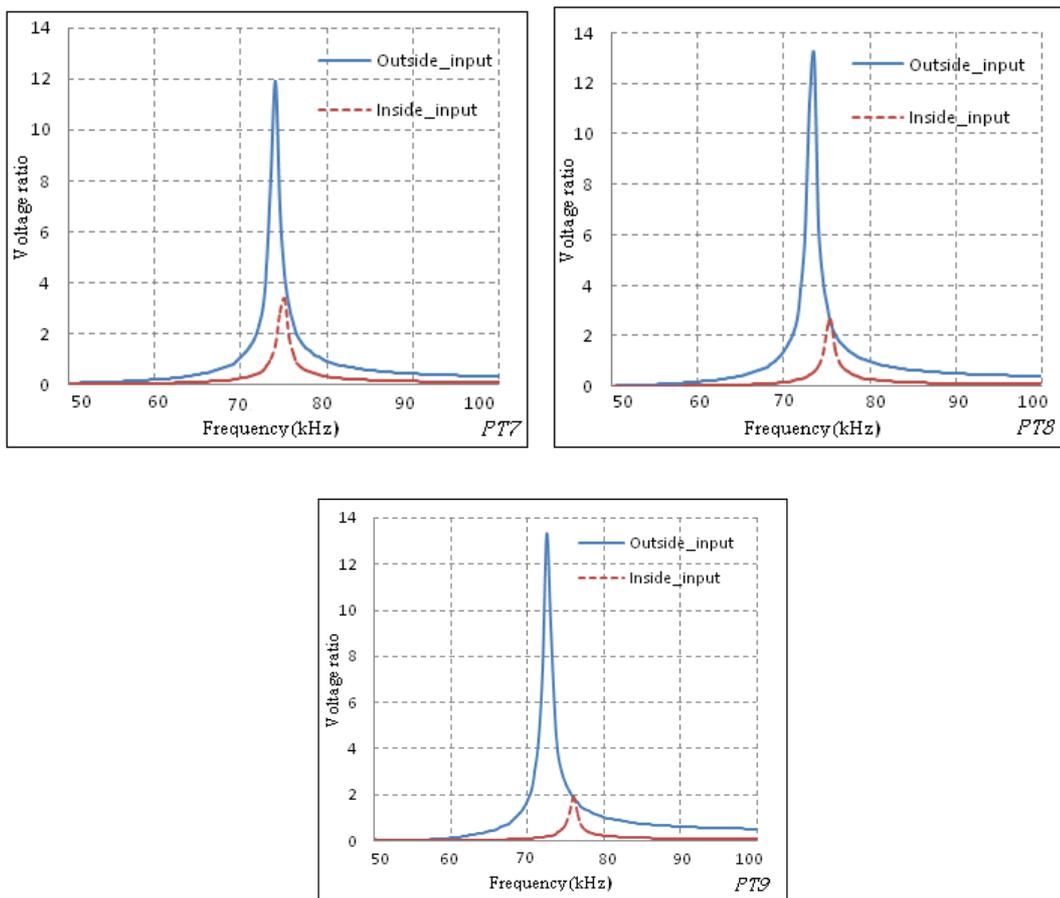 14
12
10
8
6
4
2
0
Voltage ratio
Outside_input
Inside_input
50 60 70 80 90 100
Frequency(kHz)
PT7
14
12
10
8
6
4
2
0
Voltage ratio
Outside_input
Inside_input
50 60 70 80 90 100
Frequency(kHz)
PT8
14
12
10
8
6
4
2
0
Voltage ratio
Outside_input
Inside_input
50 60 70 80 90 100
Frequency(kHz)
PT9